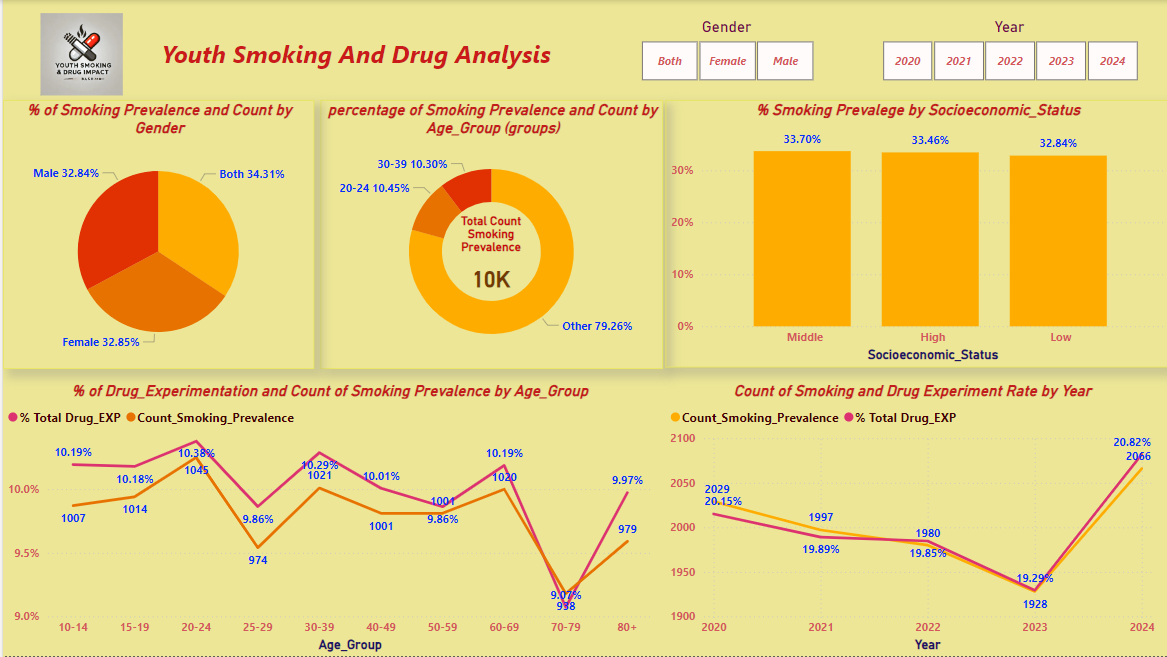 YOUTH SMOKING
& DRUG IMPACT
Youth Smoking And Drug Analysis
Gender
Both
Female
Male
Year
2020
2021
2022
2023
2024
% of Smoking Prevalence and Count by
Gender
Male 32.84%
Both 34.31%
Female 32.85%
percentage of Smoking Prevalence and Count by
Age_Group (groups)
30-39 10.30%
20-24 10.45%
Total Count
Smoking
Prevalence
10K
Other 79.26%
% Smoking Prevalege by Socioeconomic_Status
33.70%
33.46%
32.84%
30%
20%
10%
0%
Middle
High
Low
Socioeconomic_Status
% of Drug_Experimentation and Count of Smoking Prevalence by Age_Group
% Total Drug_EXP
Count_Smoking_Prevalence
10.19%
10.18%
10.38%
9.86%
10.29%
10.01%
9.86%
10.19%
9.07%
9.97%
1007
1014
1045
974
1021
1001
1001
1020
938
979
10.0%
9.5%
9.0%
10-14
15-19
20-24
25-29
30-39
40-49
50-59
60-69
70-79
80+
Age_Group
Count of Smoking and Drug Experiment Rate by Year
Count_Smoking_Prevalence
% Total Drug_EXP
2100
2050
2000
1950
1900
2029
20.15%
1997
19.89%
1980
19.85%
19.29%
1928
20.82%
2066
2020
2021
2022
2023
2024
Year